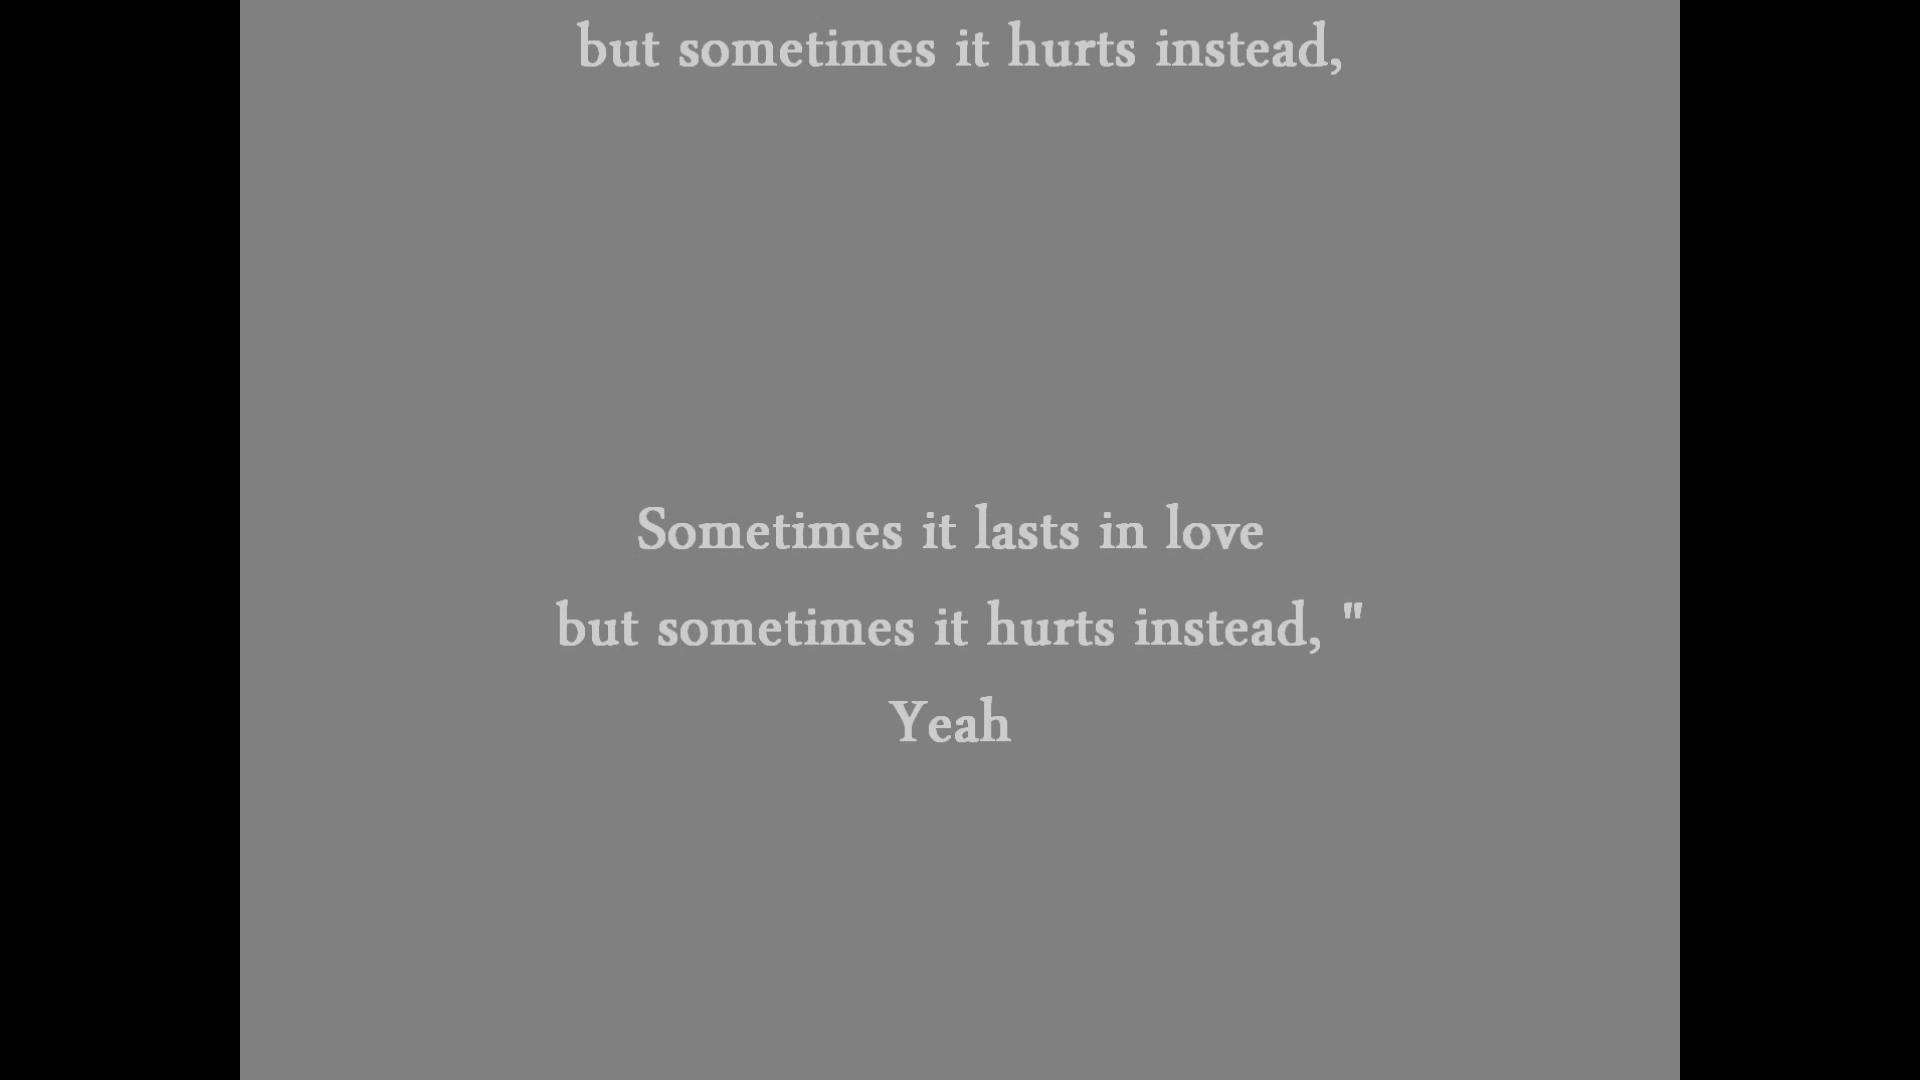 but sometimes it hurts instead,
Sometimes it lasts in love
but sometimes it hurts instead, "
Yeah